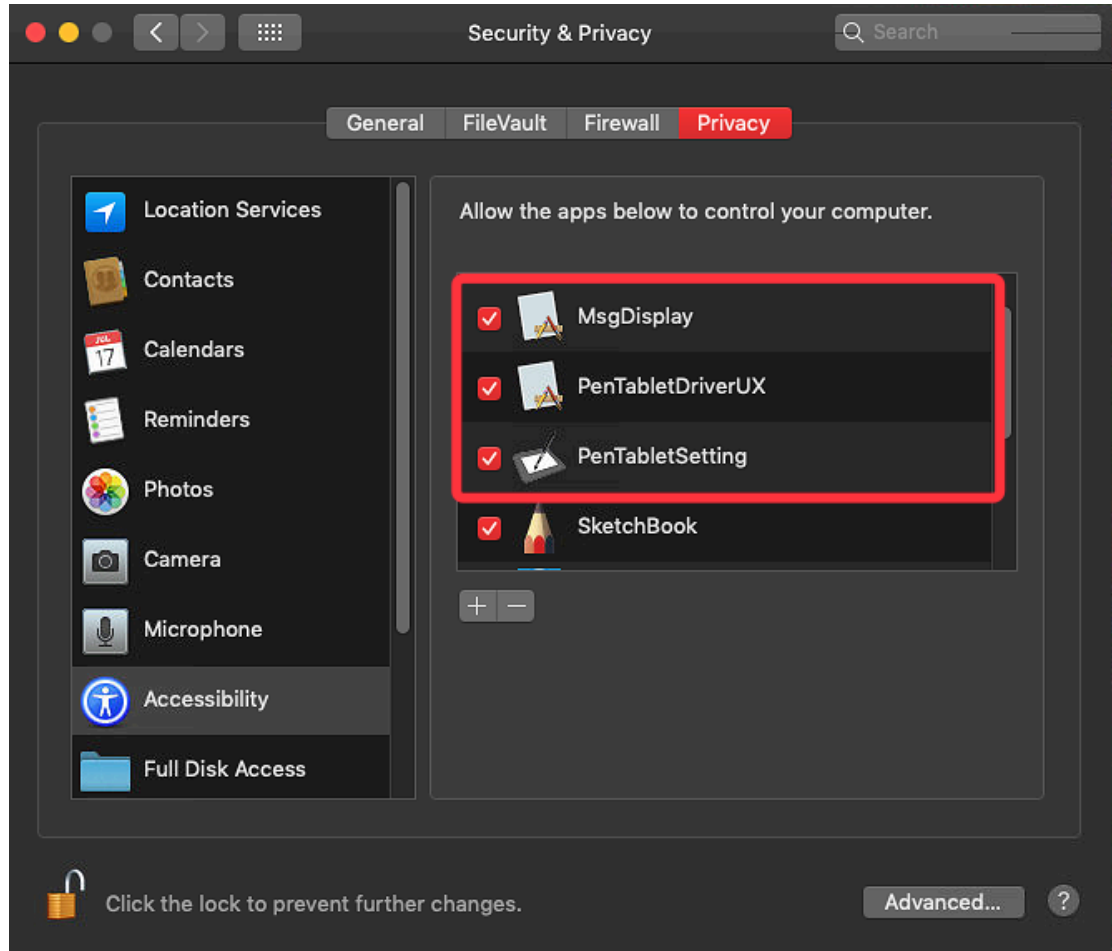 Security & Privacy
Search
General
FileVault
Firewall
Privacy
Location Services
Contacts
JUL
17
Calendars
Reminders
Photos
Camera
Microphone
Accessibility
Full Disk Access
Allow the apps below to control your computer.
MsgDisplay
PenTabletDriverUX
PenTabletSetting
SketchBook
Click the lock to prevent further changes.
Advanced...
?